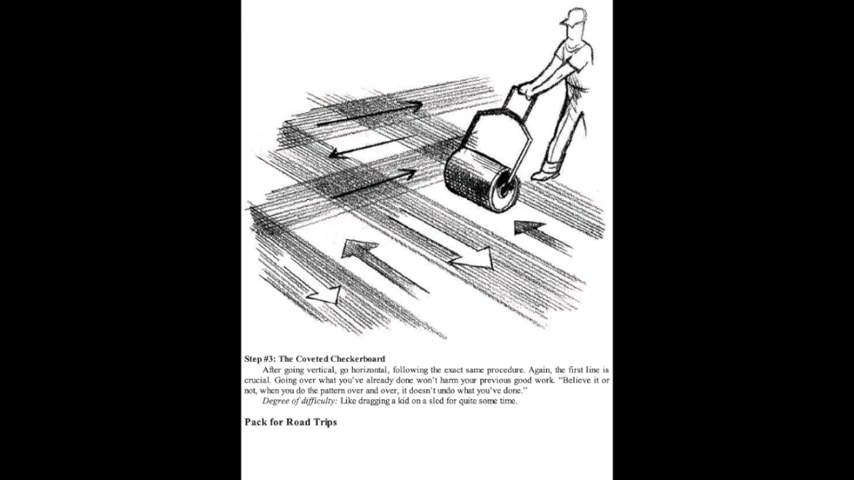 Step #3: The Coveted Checkerboard
After going vertical, go horizontal, following the exact same procedure. Again, the first line is
crucial. Going over what you've already done won't harm your previous good work. "Believe it or
not, when you do the pattern over and over, it doesn't undo what you've done."
Degree of difficulty: Like dragging a kid on a sled for quite some time.
Pack for Road Trips